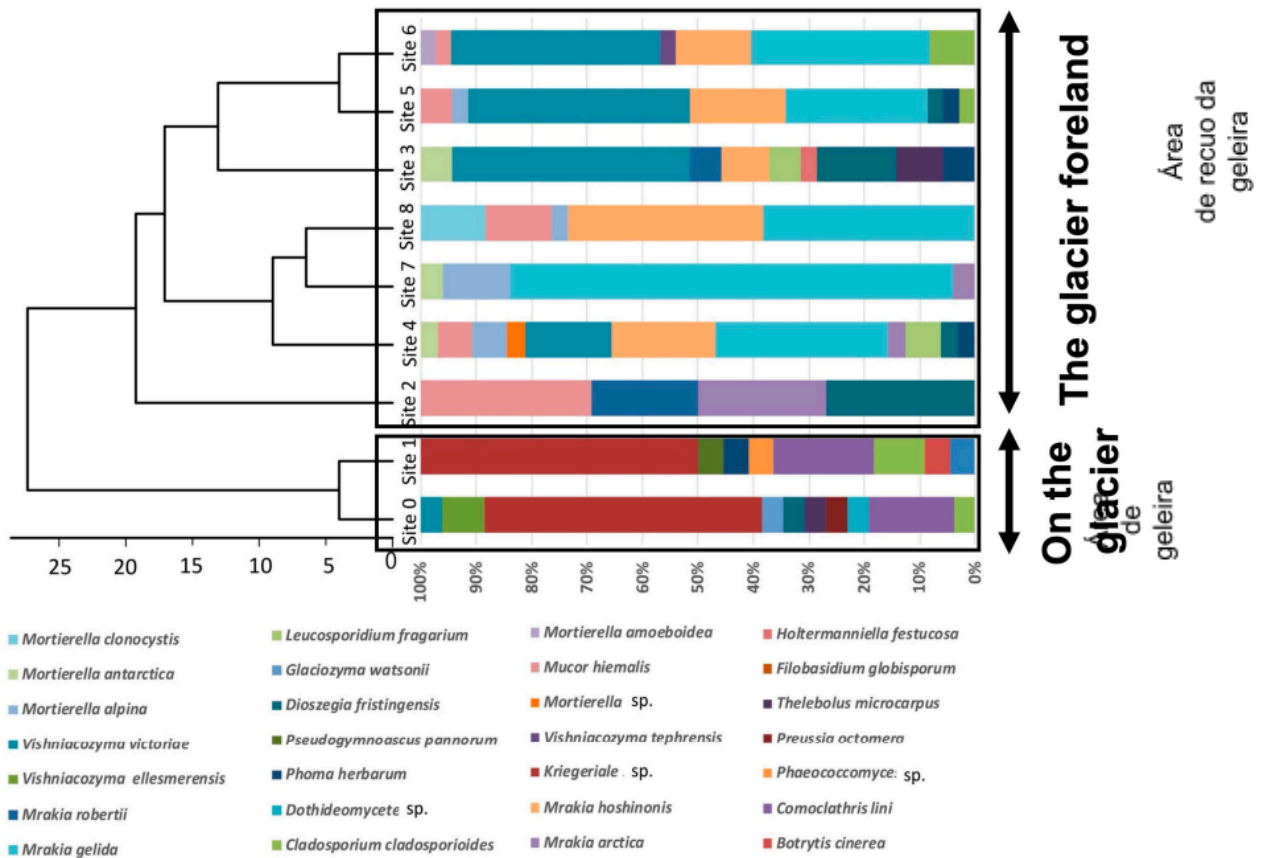 Site 6
Site 5
Site 3
Site 8
Site 7
Site 4
Site 2
Site 1
Site 0
The glacier foreland
Área
de recuo da
geleira
On the
glacier
Área
de
geleira
25 20 15 10 5 0
100% 90% 80% 70% 60% 50% 40% 30% 20% 10% 0%
Mortierella clonocystis
Mortierella antarctica
Mortierella alpina
Vishniacozyma victoriae
Vishniacozyma ellesmerensis
Mrakia robertii
Mrakia gelida
Leucosporidium fragarium
Glaciozyma watsonii
Dioszegia fristingensis
Pseudogymnoascus pannorum
Phoma herbarum
Dothideomycete sp.
Cladosporium cladosporioides
Mortierella amoeboidea
Mucor hiemalis
Mortierella sp.
Vishniacozyma tephrensis
Kriegeriale sp.
Mrakia hoshinonis
Mrakia arctica
Holtermanniella festucosa
Filobasidium globisporum
Thelebolus microcarpus
Preussia octomera
Phaeococcomyce: sp.
Comoclathris lini
Botrytis cinerea